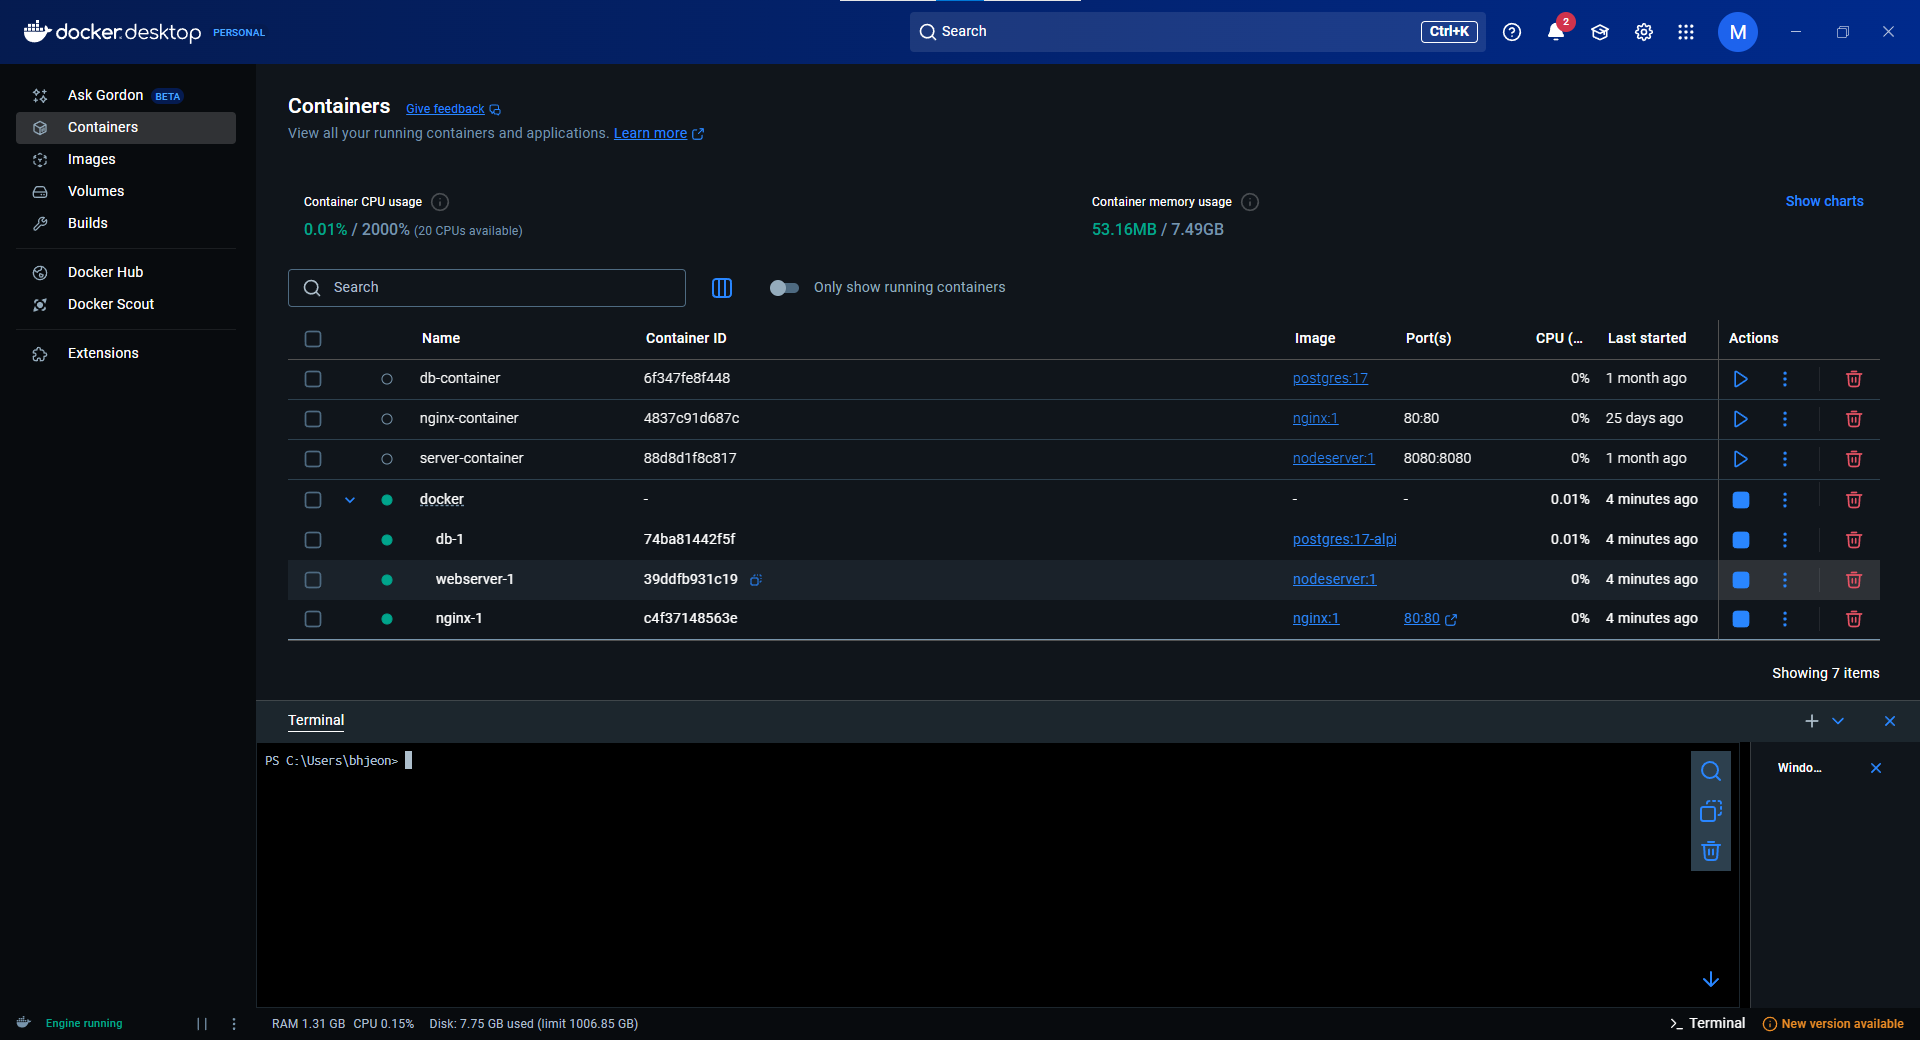 docker.desktop PERSONAL
Search
Ctrl+K
2
M
Ask Gordon BETA
Containers
Images
Volumes
Builds
Docker Hub
Docker Scout
Extensions
Containers Give feedback
View all your running containers and applications. Learn more
Container CPU usage
0.01% / 2000% (20 CPUs available)
Container memory usage
53.16MB / 7.49GB
Show charts
Search
Only show running containers
Name Container ID Image Port(s) CPU (... Last started Actions
db-container 6f347fe8f448 postgres:17 0% 1 month ago
nginx-container 4837c91d687c nginx:1 80:80 0% 25 days ago
server-container 88d8d1f8c817 nodeserver:1 8080:8080 0% 1 month ago
docker - - - 0.01% 4 minutes ago
db-1 74ba81442f5f postgres:17-alpi 0.01% 4 minutes ago
webserver-1 39ddfb931c19 nodeserver:1 0% 4 minutes ago
nginx-1 c4f37148563e nginx:1 80:80 0% 4 minutes ago
Showing 7 items
Terminal
PS C:\Users\bhjeon>
Windo...
Engine running
RAM 1.31 GB CPU 0.15% Disk: 7.75 GB used (limit 1006.85 GB)
Terminal
New version available